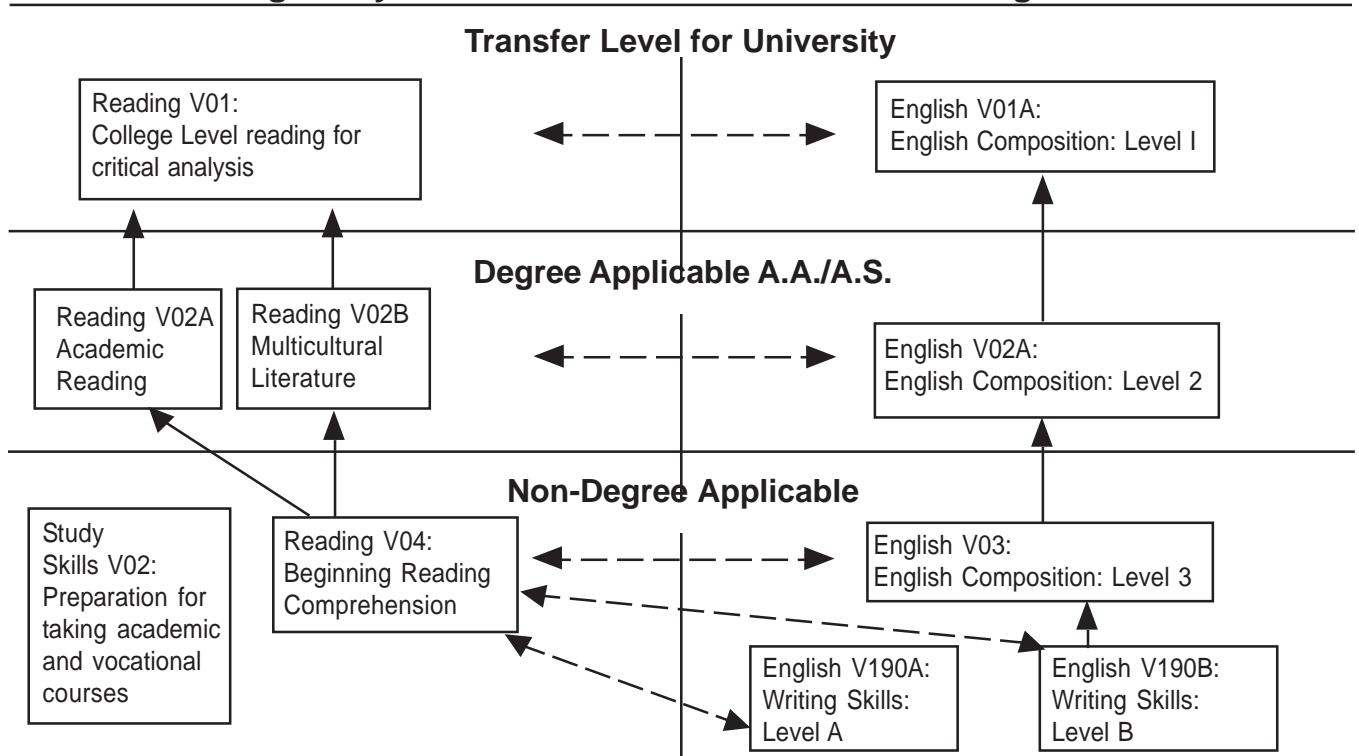 Transfer Level for University
Reading V01:
College Level reading for
critical analysis
English V01A:
English Composition: Level I
Degree Applicable A.A./A.S.
Reading V02A
Academic
Reading
Reading V02B
Multicultural
Literature
English V02A:
English Composition: Level 2
Non-Degree Applicable
Study
Skills V02:
Preparation for
taking academic
and vocational
courses
Reading V04:
Beginning Reading
Comprehension
English V03:
English Composition: Level 3
English V190A:
Writing Skills:
Level A
English V190B:
Writing Skills:
Level B